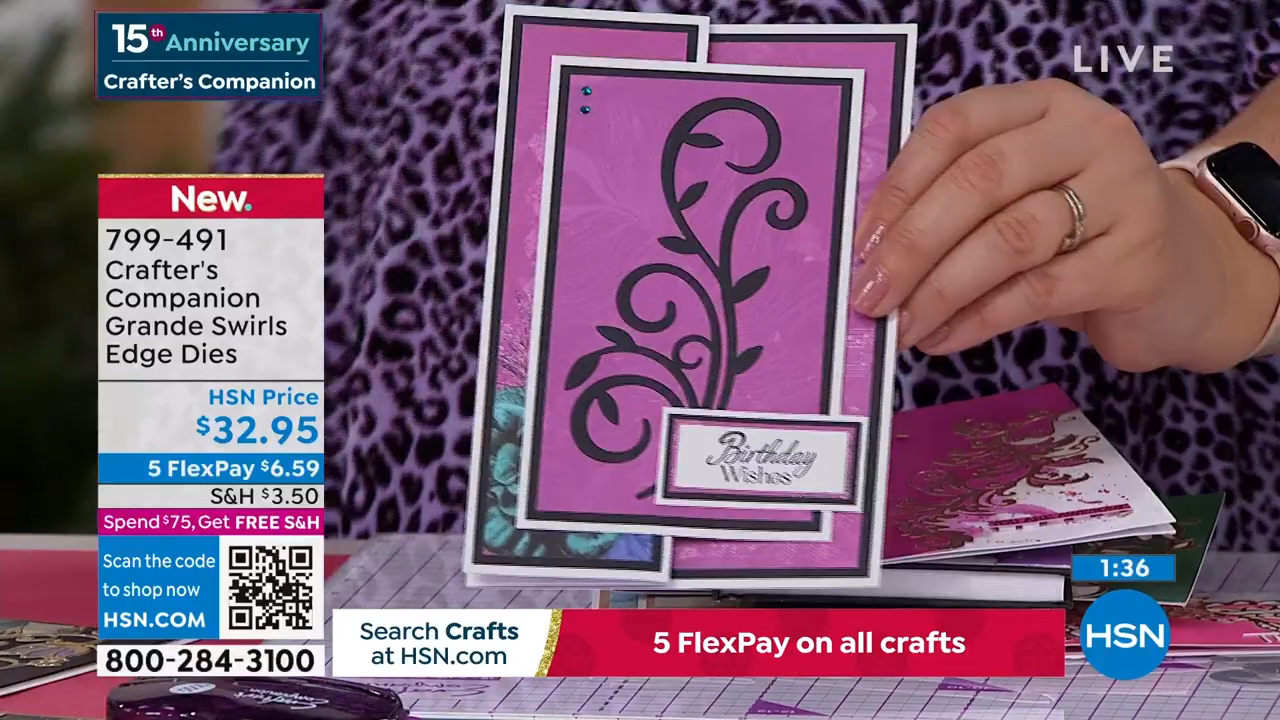 15th Anniversary
Crafter's Companion
LIVE
New.
799-491
Crafter's
Companion
Grande Swirls
Edge Dies
HSN Price
$32.95
5 FlexPay $6.59
S&H $3.50
Spend $75, Get FREE S&H
Scan the code
to shop now
HSN.COM
800-284-3100
Birthday
Wishes
Search Crafts
at HSN.com
5 FlexPay on all crafts
1:36
HSN
Crafter's
Companion